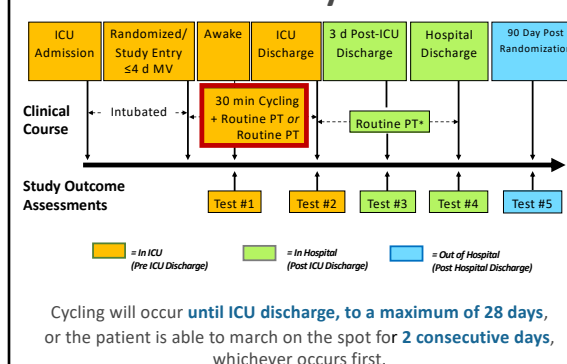 ICU
Admission
Randomized/
Study Entry
≤4 d MV
Awake
ICU
Discharge
3 d Post-ICU
Discharge
Hospital
Discharge
90 Day Post
Randomization
Clinical
Course
Intubated
30 min Cycling
+ Routine PT or
Routine PT
Routine PT*
Study Outcome
Assessments
Test #1
Test #2
Test #3
Test #4
Test #5
= In ICU
(Pre ICU Discharge)
= In Hospital
(Post ICU Discharge)
= Out of Hospital
(Post Hospital Discharge)
Cycling will occur until ICU discharge, to a maximum of 28 days,
or the patient is able to march on the spot for 2 consecutive days,
whichever occurs first.